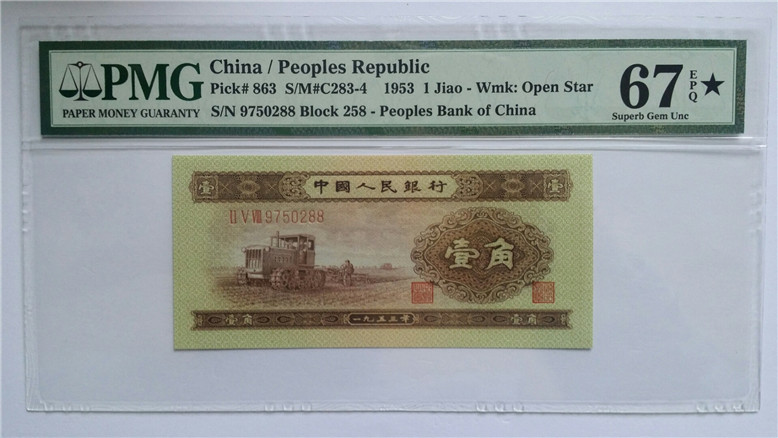 PMG
PAPER MONEY GUARANTY
China / Peoples Republic
Pick# 863 S/M#C283-4 1953 1 Jiao - Wmk: Open Star
S/N 9750288 Block 258 - Peoples Bank of China
67 EPQ ★
Superb Gem Unc
壹 中國人民銀行 壹
II V VIII 9750288
壹角
壹角 一九五三年 壹角